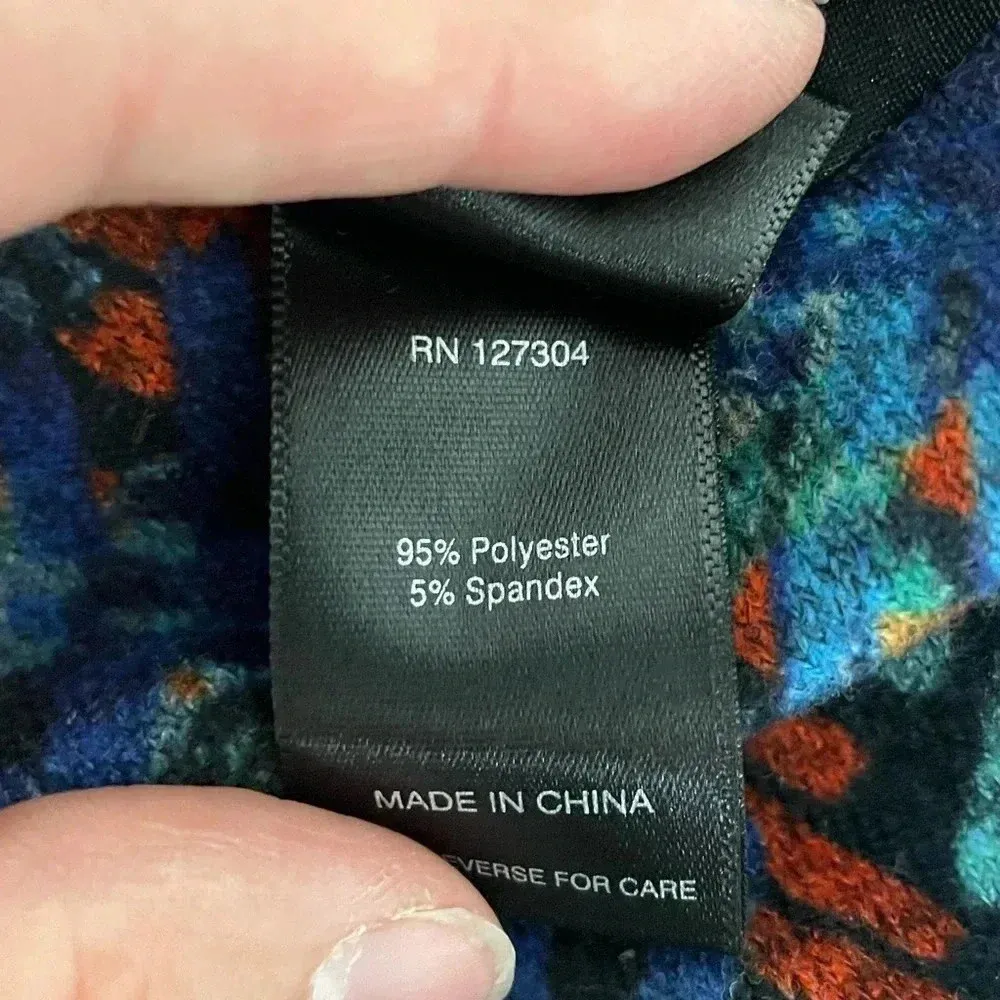 RN 127304
95% Polyester
5% Spandex
MADE IN CHINA
FOR CARE